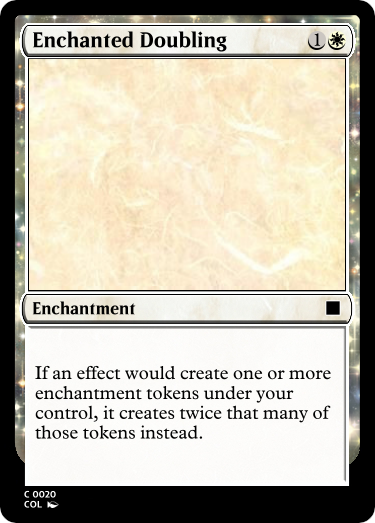 Enchanted Doubling 1
Enchantment
If an effect would create one or more
enchantment tokens under your
control, it creates twice that many of
those tokens instead.
C 0020
COL